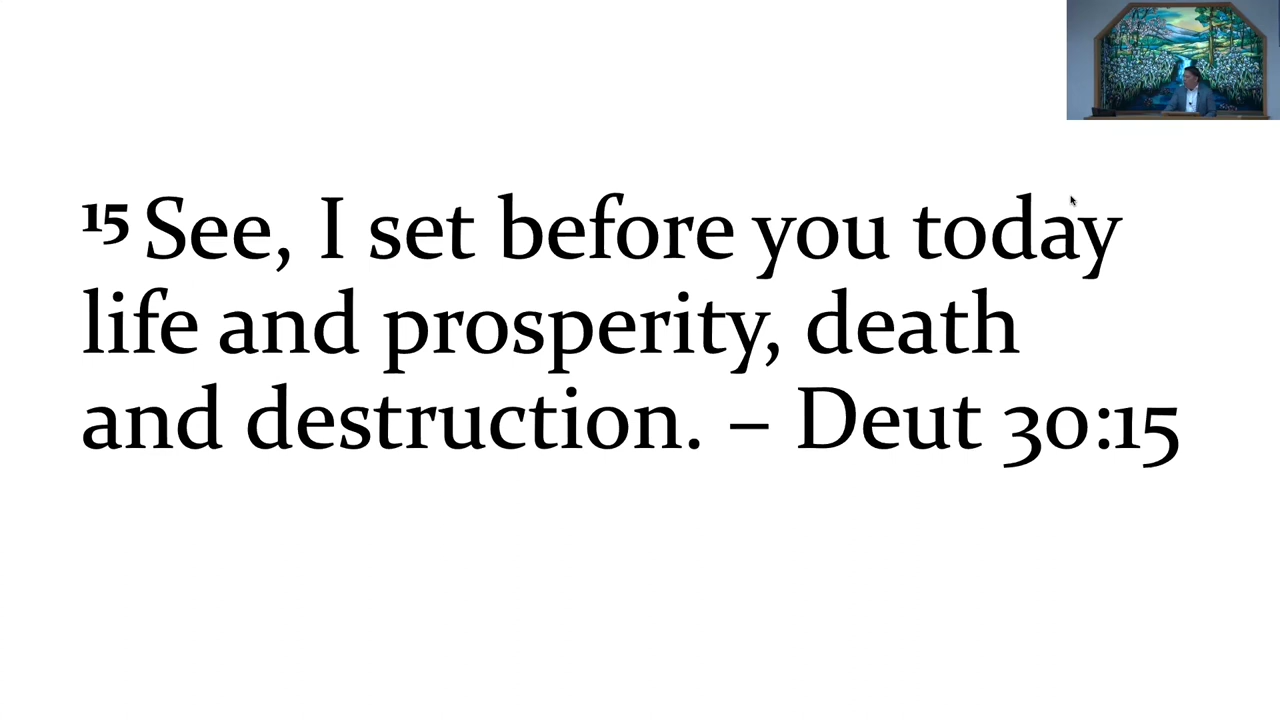 15 See, I set before you today
life and prosperity, death
and destruction. – Deut 30:15